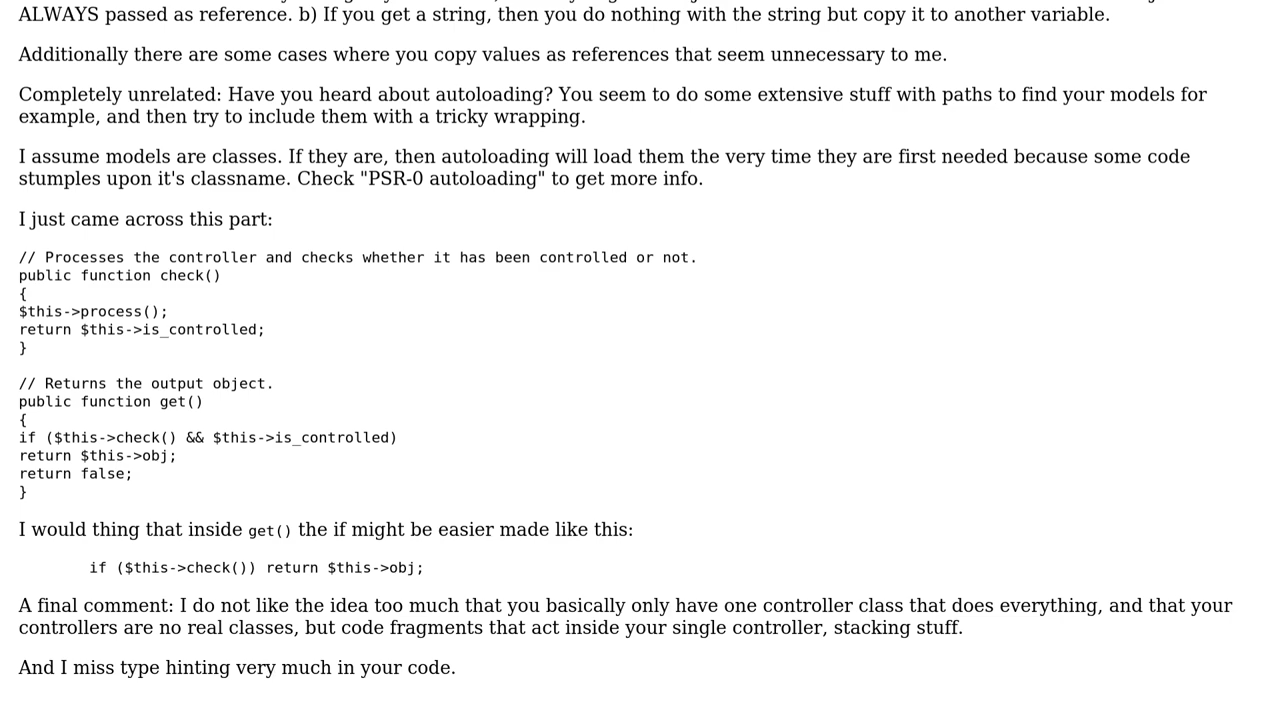 ALWAYS passed as reference. b) If you get a string, then you do nothing with the string but copy it to another variable.
Additionally there are some cases where you copy values as references that seem unnecessary to me.
Completely unrelated: Have you heard about autoloading? You seem to do some extensive stuff with paths to find your models for
example, and then try to include them with a tricky wrapping.
I assume models are classes. If they are, then autoloading will load them the very time they are first needed because some code
stumples upon it's classname. Check "PSR-0 autoloading" to get more info.
I just came across this part:
// Processes the controller and checks whether it has been controlled or not.
public function check()
{
$this->process();
return $this->is_controlled;
}
// Returns the output object.
public function get()
{
if ($this->check() && $this->is_controlled)
return $this->obj;
return false;
}
I would thing that inside get() the if might be easier made like this:
if ($this->check()) return $this->obj;
A final comment: I do not like the idea too much that you basically only have one controller class that does everything, and that your
controllers are no real classes, but code fragments that act inside your single controller, stacking stuff.
And I miss type hinting very much in your code.